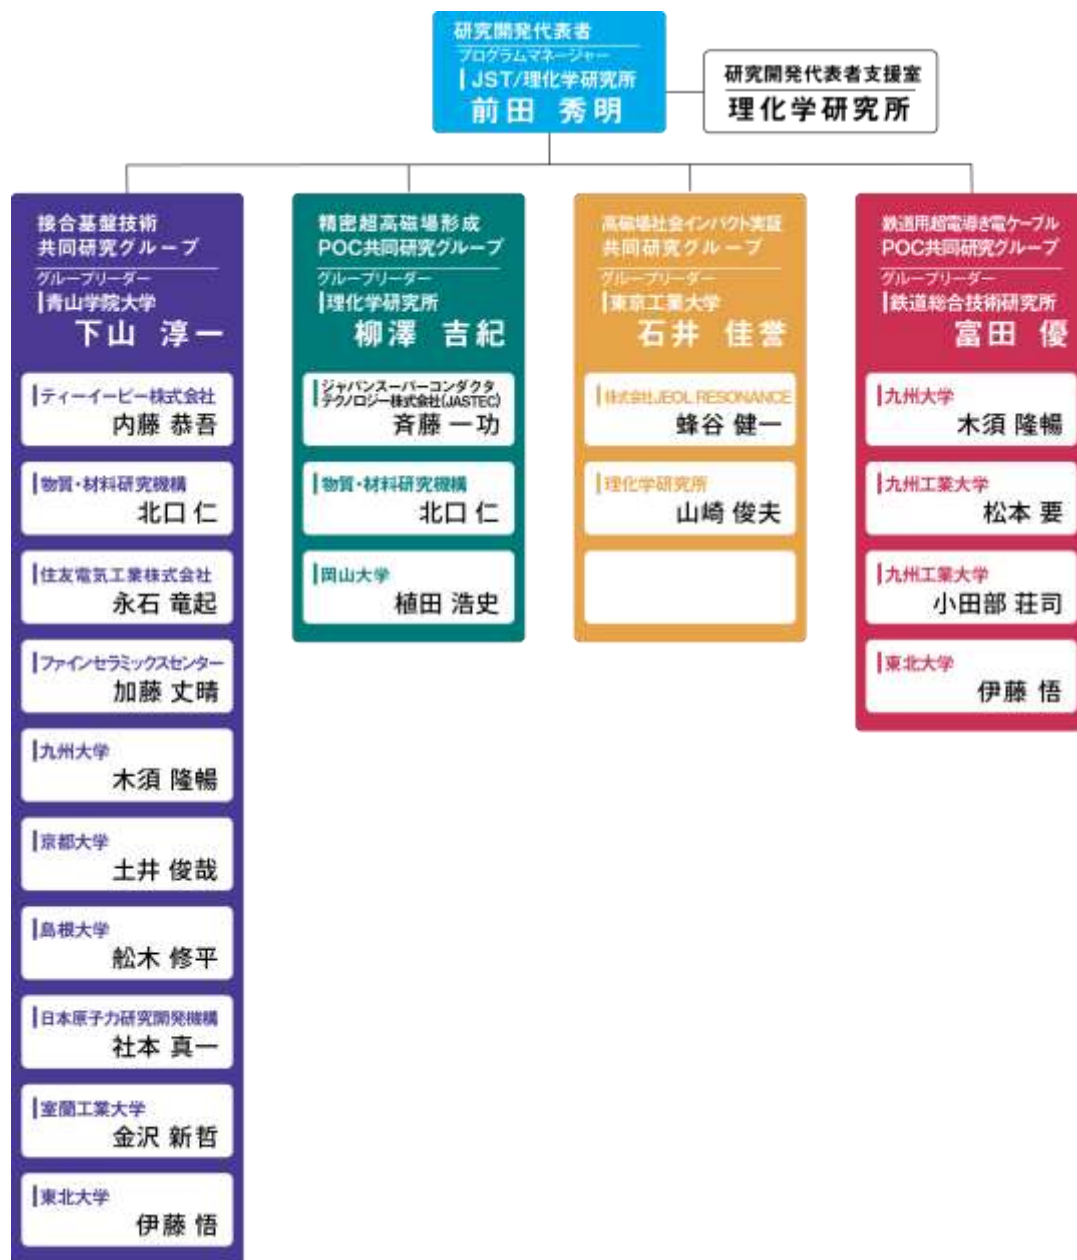 研究開発代表者
プログラムマネージャー
JST/理化学研究所
前田 秀明
研究開発代表者支援室
理化学研究所
接合基盤技術
共同研究グループ
グループリーダー
青山学院大学
下山 淳一
ティーイーピー株式会社
内藤 恭吾
物質・材料研究機構
北口 仁
住友電気工業株式会社
永石 竜起
ファインセラミックスセンター
加藤 丈晴
九州大学
木須 隆暢
京都大学
土井 俊哉
島根大学
舩木 修平
日本原子力研究開発機構
社本 真一
室蘭工業大学
金沢 新哲
東北大学
伊藤 悟
精密超高磁場形成
POC共同研究グループ
グループリーダー
理化学研究所
柳澤 吉紀
ジャパンスーパーコンダクタ
テクノロジー株式会社(JASTEC)
斉藤 一功
物質・材料研究機構
北口 仁
岡山大学
植田 浩史
高磁場社会インパクト実証
共同研究グループ
グループリーダー
東京工業大学
石井 佳誉
株式会社JEOL RESONANCE
蜂谷 健一
理化学研究所
山崎 俊夫
鉄道用超電導き電ケーブル
POC共同研究グループ
グループリーダー
鉄道総合技術研究所
富田 優
九州大学
木須 隆暢
九州工業大学
松本 要
九州工業大学
小田部 荘司
東北大学
伊藤 悟